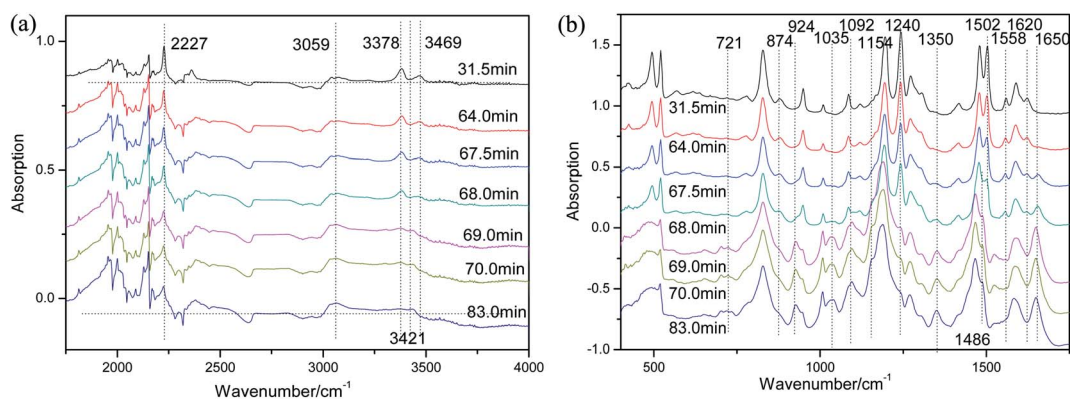 (a)
2227
3059
3378
3469
31.5min
64.0min
67.5min
68.0min
69.0min
70.0min
83.0min
3421
1.0
0.5
0.0
2000
2500
3000
3500
4000
Absorption
Wavenumber/cm-1
(b)
721
874
924
1035
1092
1154
1240
1350
1502
1558
1620
1650
31.5min
64.0min
67.5min
68.0min
69.0min
70.0min
83.0min
1486
1.5
1.0
0.5
0.0
-0.5
-1.0
500
1000
1500
Absorption
Wavenumber/cm-1